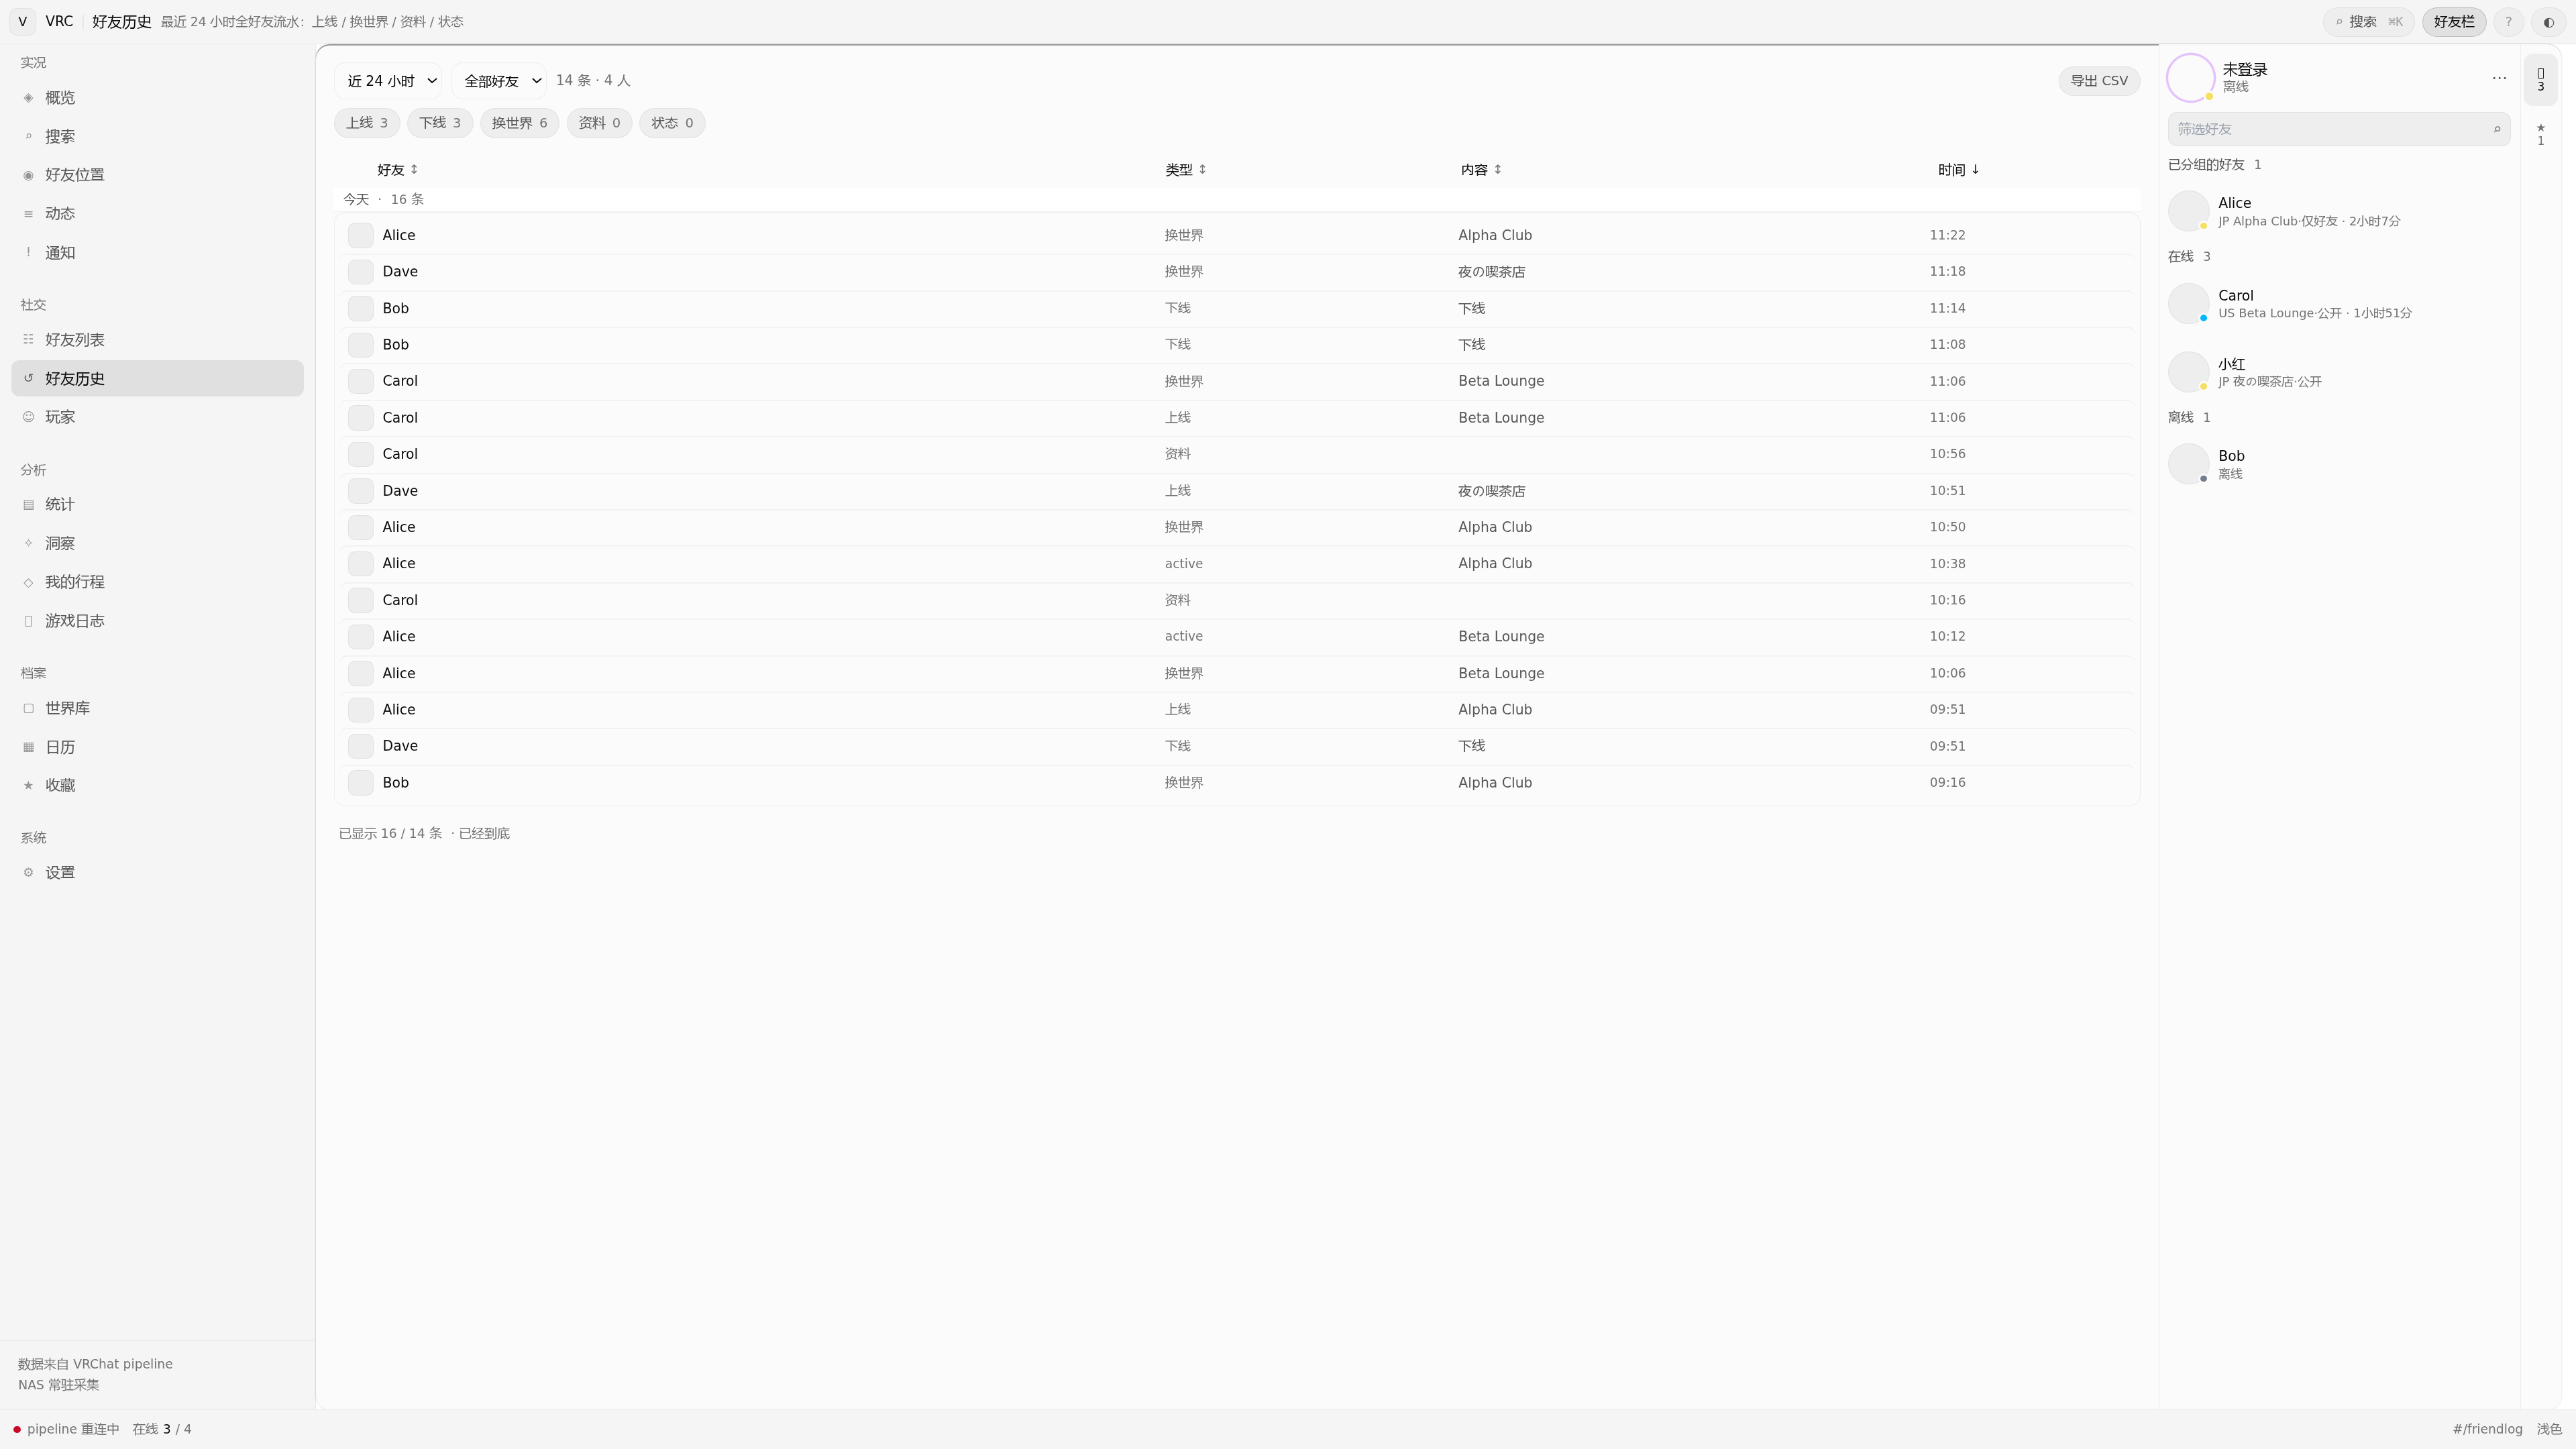 V VRC 好友历史 最近 24 小时全好友流水: 上线 / 换世界 / 资料 / 状态
搜索 ⌘K 好友栏 ?
实况
概览
搜索
好友位置
动态
通知
社交
好友列表
好友历史
玩家
分析
统计
洞察
我的行程
游戏日志
档案
世界库
日历
收藏
系统
设置
数据来自 VRChat pipeline
NAS 常驻采集
近 24 小时 全部好友 14 条 · 4 人 导出 CSV
上线 3 下线 3 换世界 6 资料 0 状态 0
好友 ↕ 类型 ↕ 内容 ↕ 时间 ↓
今天 · 16 条
Alice 换世界 Alpha Club 11:22
Dave 换世界 夜の喫茶店 11:18
Bob 下线 下线 11:14
Bob 下线 下线 11:08
Carol 换世界 Beta Lounge 11:06
Carol 上线 Beta Lounge 11:06
Carol 资料 10:56
Dave 上线 夜の喫茶店 10:51
Alice 换世界 Alpha Club 10:50
Alice active Alpha Club 10:38
Carol 资料 10:16
Alice active Beta Lounge 10:12
Alice 换世界 Beta Lounge 10:06
Alice 上线 Alpha Club 09:51
Dave 下线 下线 09:51
Bob 换世界 Alpha Club 09:16
已显示 16 / 14 条 · 已经到底
未登录
离线
···
筛选好友
已分组的好友 1
Alice
JP Alpha Club·仅好友 · 2小时7分
在线 3
Carol
US Beta Lounge·公开 · 1小时51分
小红
JP 夜の喫茶店·公开
离线 1
Bob
离线
3
★
1
pipeline 重连中 在线 3 / 4
#/friendlog 浅色